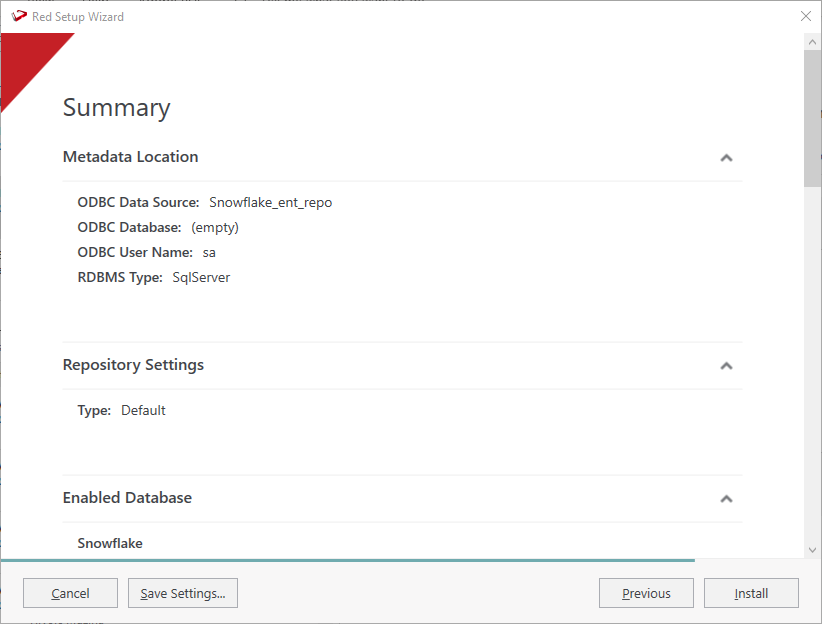 Red Setup Wizard
Summary
Metadata Location
ODBC Data Source: Snowflake_ent_repo
ODBC Database: (empty)
ODBC User Name: sa
RDBMS Type: SqlServer
Repository Settings
Type: Default
Enabled Database
Snowflake
Cancel
Save Settings...
Previous
Install